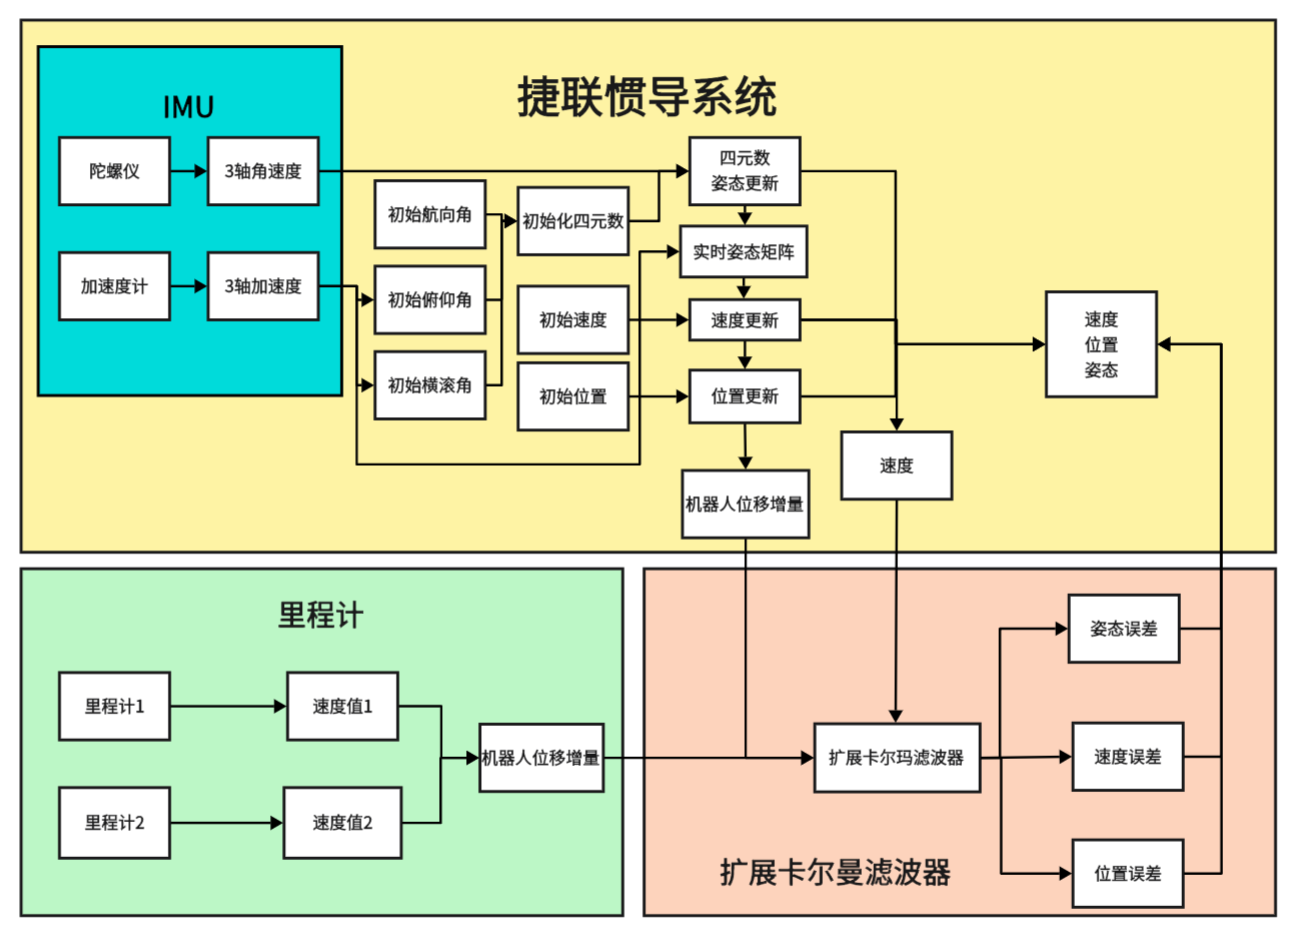 捷联惯导系统
IMU
陀螺仪
3轴角速度
加速度计
3轴加速度
初始航向角
初始俯仰角
初始横滚角
初始化四元数
初始速度
初始位置
四元数
姿态更新
实时姿态矩阵
速度更新
位置更新
机器人位移增量
速度
速度
位置
姿态
里程计
里程计1
速度值1
里程计2
速度值2
机器人位移增量
扩展卡尔玛滤波器
姿态误差
速度误差
位置误差
扩展卡尔曼滤波器